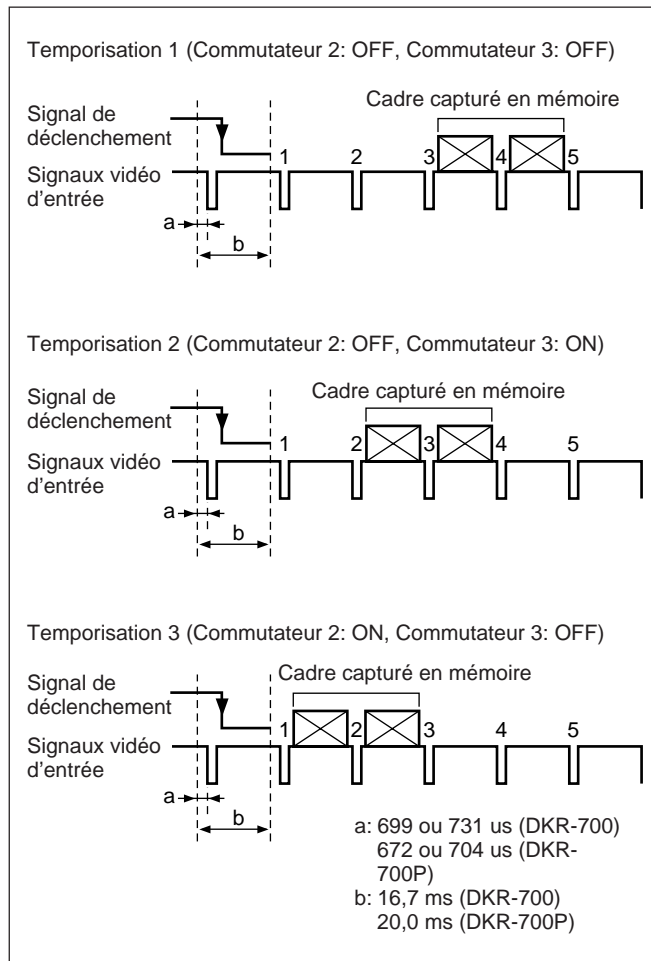 Temporisation 1 (Commutateur 2: OFF, Commutateur 3: OFF)
Cadre capturé en mémoire
Signal de
déclenchement
1 2 3 4 5
Signaux vidéo
d'entrée
a
b
Temporisation 2 (Commutateur 2: OFF, Commutateur 3: ON)
Cadre capturé en mémoire
Signal de
déclenchement
1 2 3 4 5
Signaux vidéo
d'entrée
a
b
Temporisation 3 (Commutateur 2: ON, Commutateur 3: OFF)
Cadre capturé en mémoire
Signal de
déclenchement
1 2 3 4 5
Signaux vidéo
d'entrée
a
b
a: 699 ou 731 us (DKR-700)
672 ou 704 us (DKR-
700P)
b: 16,7 ms (DKR-700)
20,0 ms (DKR-700P)